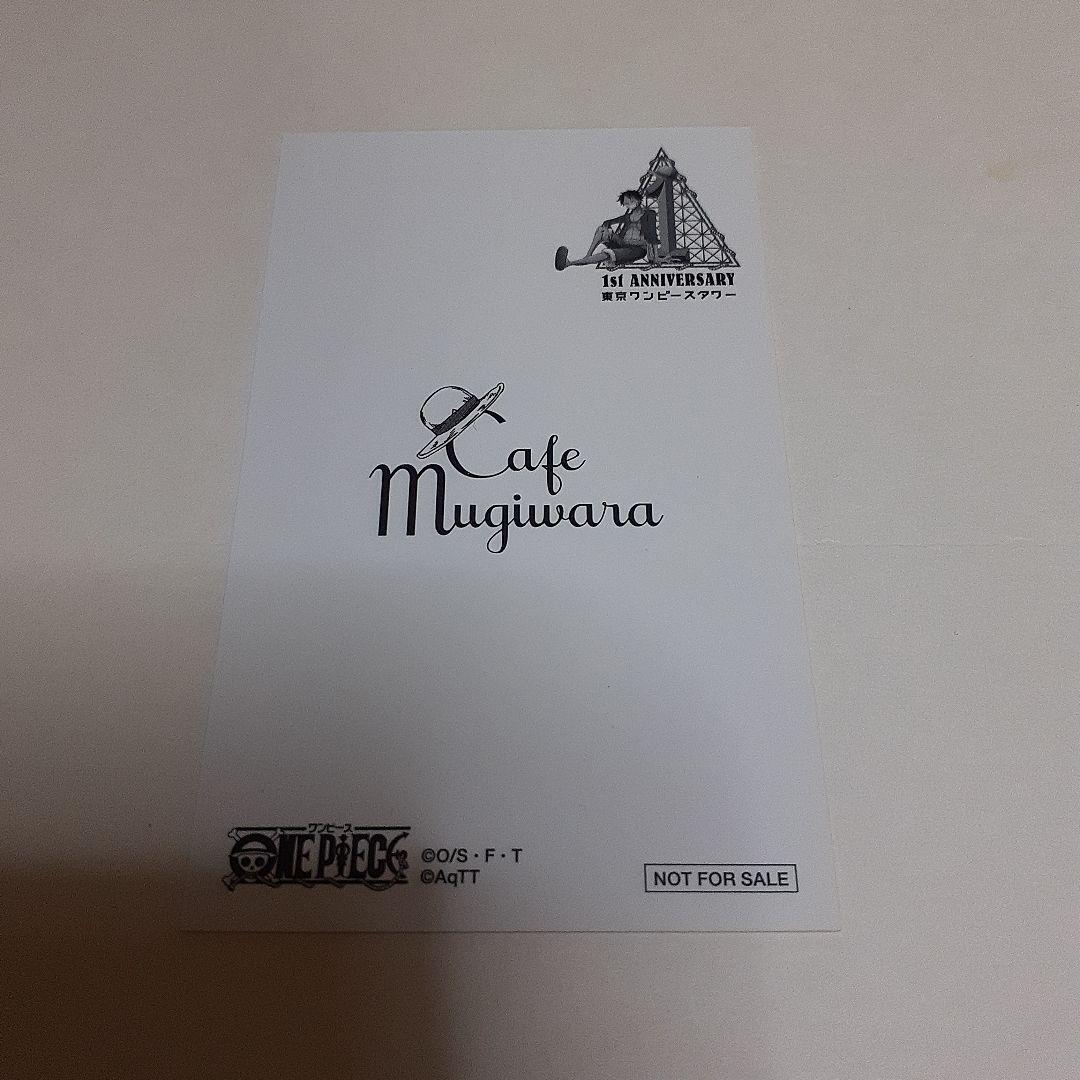 1
1st ANNIVERSARY
東京ワンピースタワー
Cafe
Mugiwara
ワンピース
ONE PIECE
©O/S・F・T
©AqTT
NOT FOR SALE